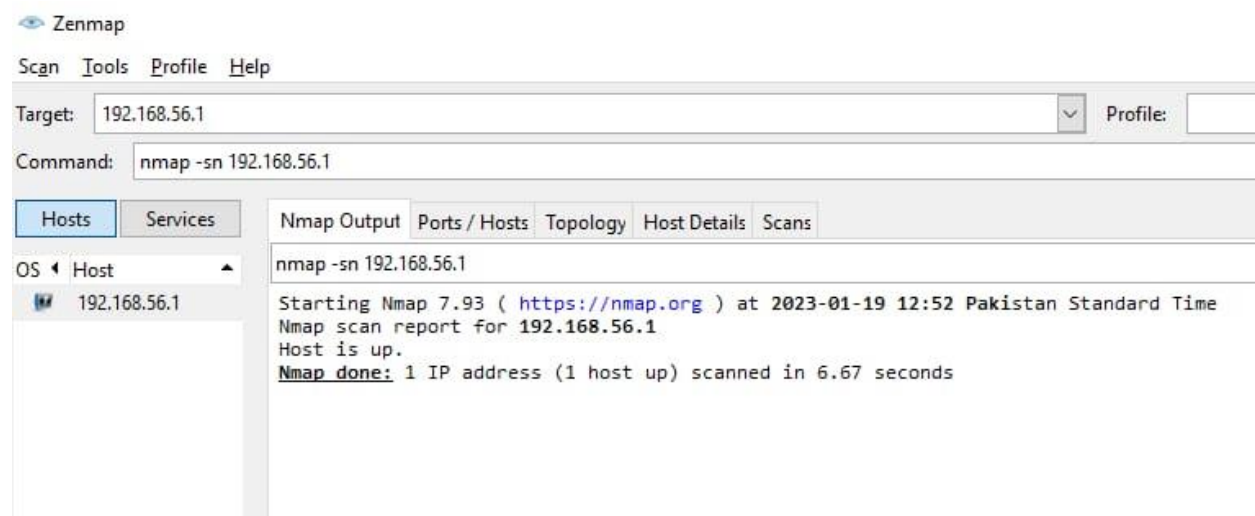 Zenmap
Scan Tools Profile Help
Target: 192.168.56.1 Profile:
Command: nmap -sn 192.168.56.1
Hosts Services Nmap Output Ports / Hosts Topology Host Details Scans
OS Host nmap -sn 192.168.56.1
192.168.56.1
Starting Nmap 7.93 ( https://nmap.org ) at 2023-01-19 12:52 Pakistan Standard Time
Nmap scan report for 192.168.56.1
Host is up.
Nmap done: 1 IP address (1 host up) scanned in 6.67 seconds